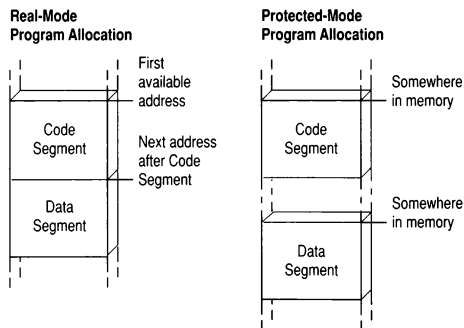 Real-Mode
Program Allocation
First
available
address
Code
Segment
Next address
after Code
Segment
Data
Segment
Protected-Mode
Program Allocation
Somewhere
in memory
Code
Segment
Somewhere
in memory
Data
Segment